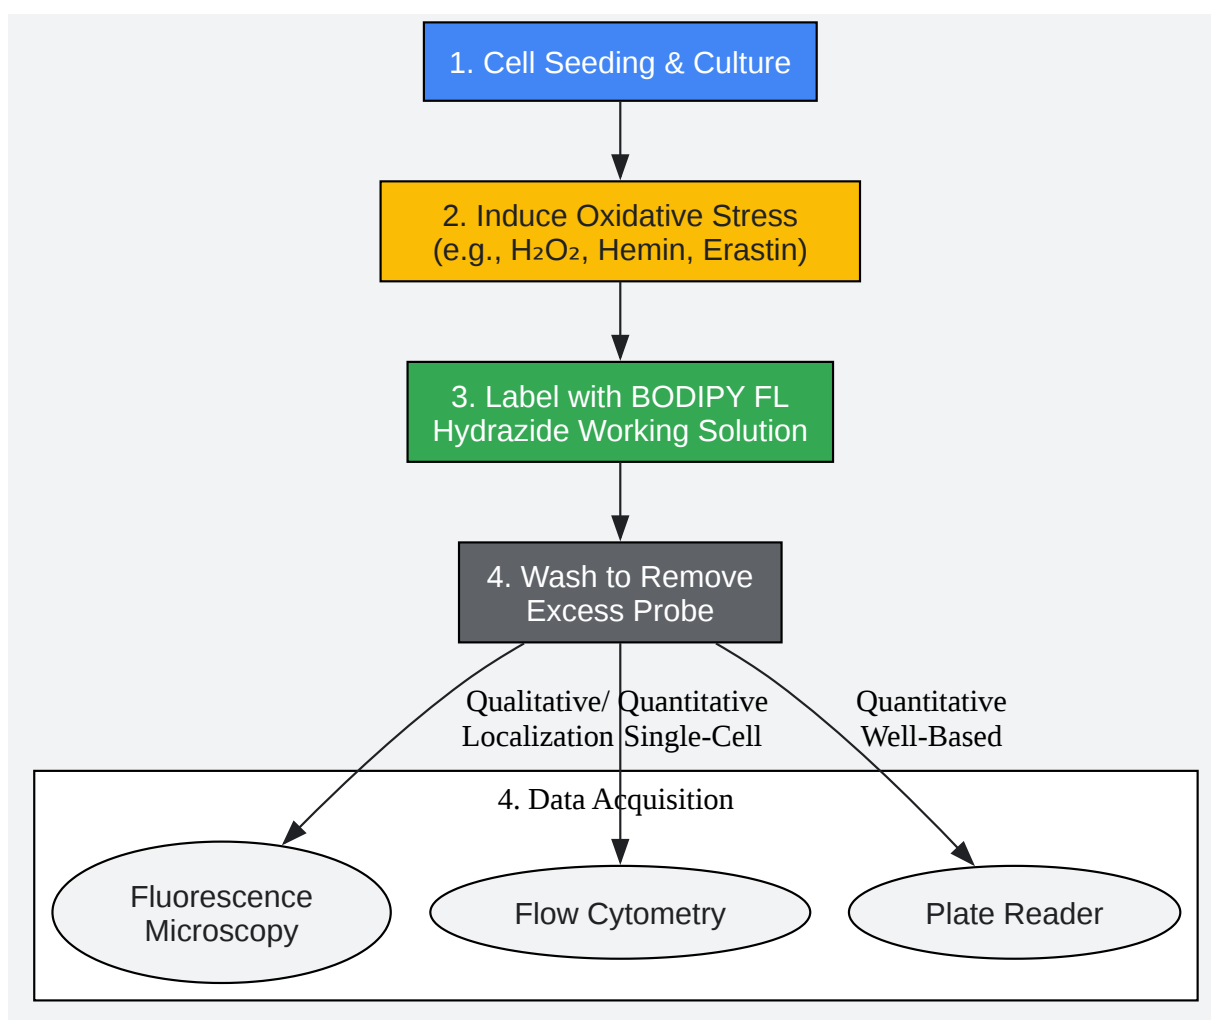 1. Cell Seeding & Culture
2. Induce Oxidative Stress
(e.g., H₂O₂, Hemin, Erastin)
3. Label with BODIPY FL
Hydrazide Working Solution
4. Wash to Remove
Excess Probe
Qualitative/
Localization
Quantitative
Single-Cell
Quantitative
Well-Based
4. Data Acquisition
Fluorescence
Microscopy
Flow Cytometry
Plate Reader